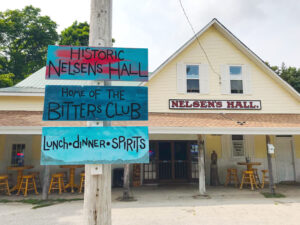 HISTORIC
NELSEN'S HALL
HOME OF THE
BITTERS CLUB
LUNCH • DINNER • SPIRITS
NELSEN'S HALL.